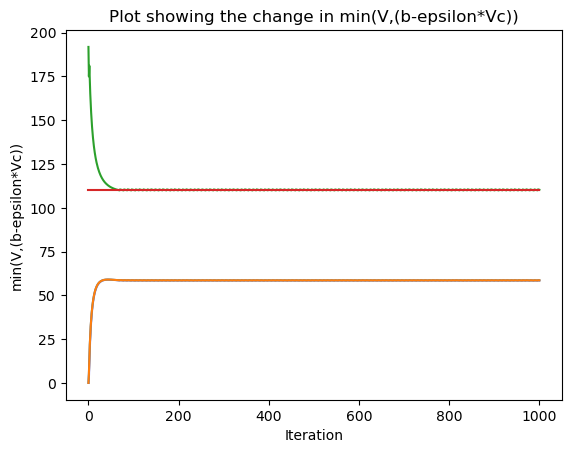 Plot showing the change in min(V,(b-epsilon*Vc))
min(V,(b-epsilon*Vc))
200
175
150
125
100
75
50
25
0
0 200 400 600 800 1000
Iteration